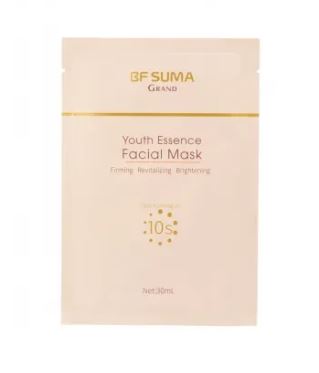 BF SUMA
GRAND
Youth Essence
Facial Mask
Firming Revitalizing Brightening
10s
Net:30mL